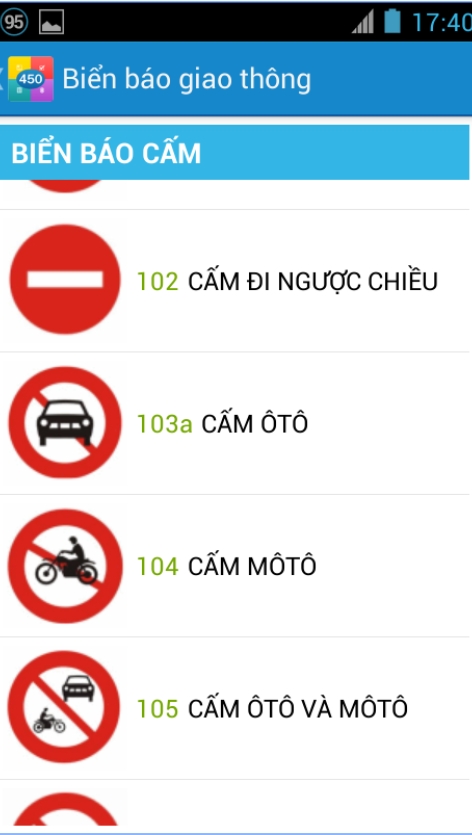 95
17:40
450
Biển báo giao thông
BIỂN BÁO CẤM
102 CẤM ĐI NGƯỢC CHIỀU
103a CẤM ÔTÔ
104 CẤM MÔTÔ
105 CẤM ÔTÔ VÀ MÔTÔ